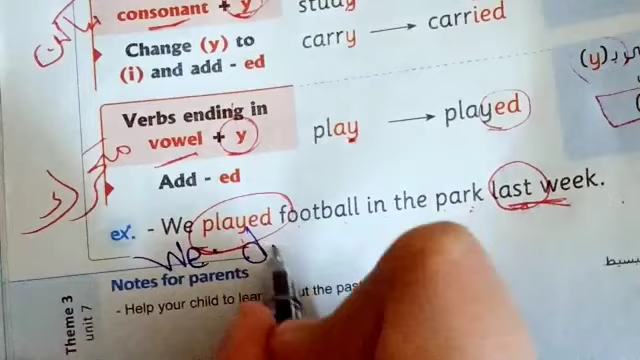 consonant + y
study
Change (y) to
(i) and add - ed
carry → carried
(y)
Verbs ending in
vowel + y
play → played
Add - ed
ex. - We played football in the park last week.
We d
Notes for parents
- Help your child to lear
ut the pas
Theme 3
unit 7